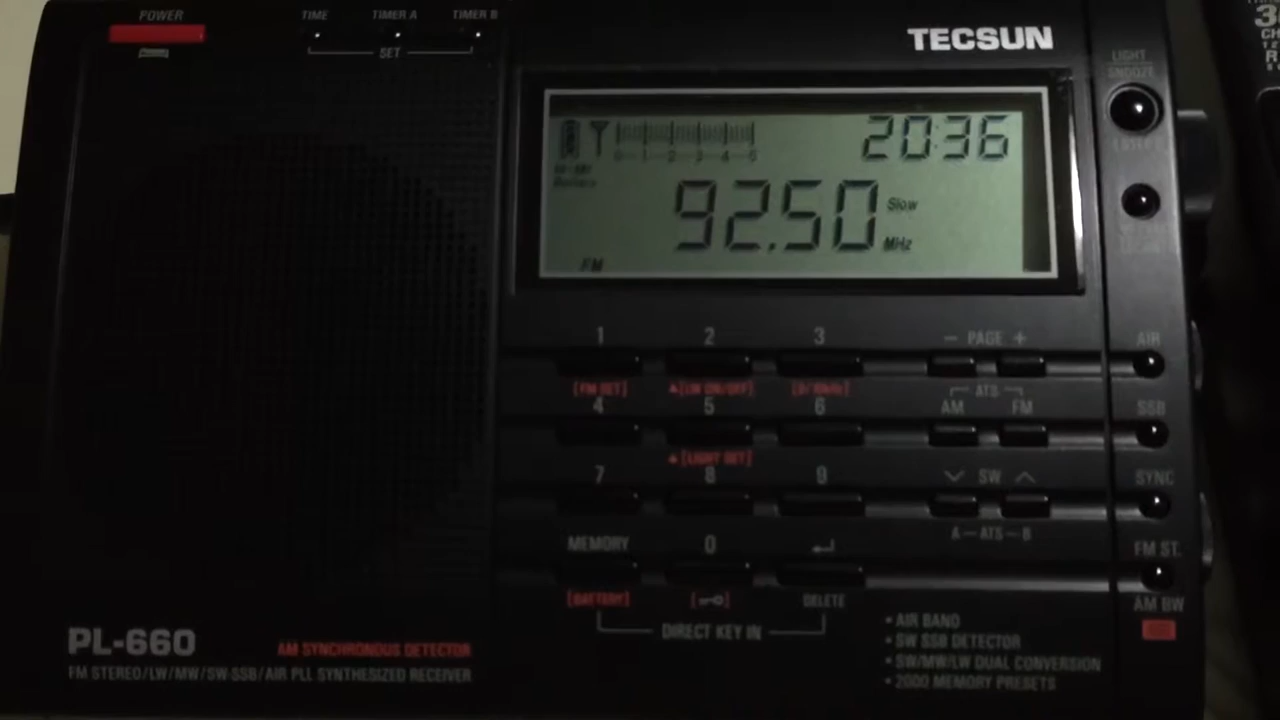 POWER
TIME TIMER A TIMER B
SET
TECSUN
LIGHT
SNOOZE
20:36
0 1 2 3 4 5
92.50 Slow
MHz
FM
1 2 3 - PAGE + AIR
[FM SET] [LW ON/OFF] ATS
4 5 6 AM FM SSB
[LIGHT SET]
7 8 9 SW SYNC
A-ATS-B
MEMORY 0 FM ST.
[BATTERY] DELETE AM BW
DIRECT KEY IN
PL-660 AM SYNCHRONOUS DETECTOR
FM STEREO/LW/MW/SW-SSB/AIR PLL SYNTHESIZED RECEIVER
• AIR BAND
• SW SSB DETECTOR
• SW/MW/LW DUAL CONVERSION
• 2000 MEMORY PRESETS